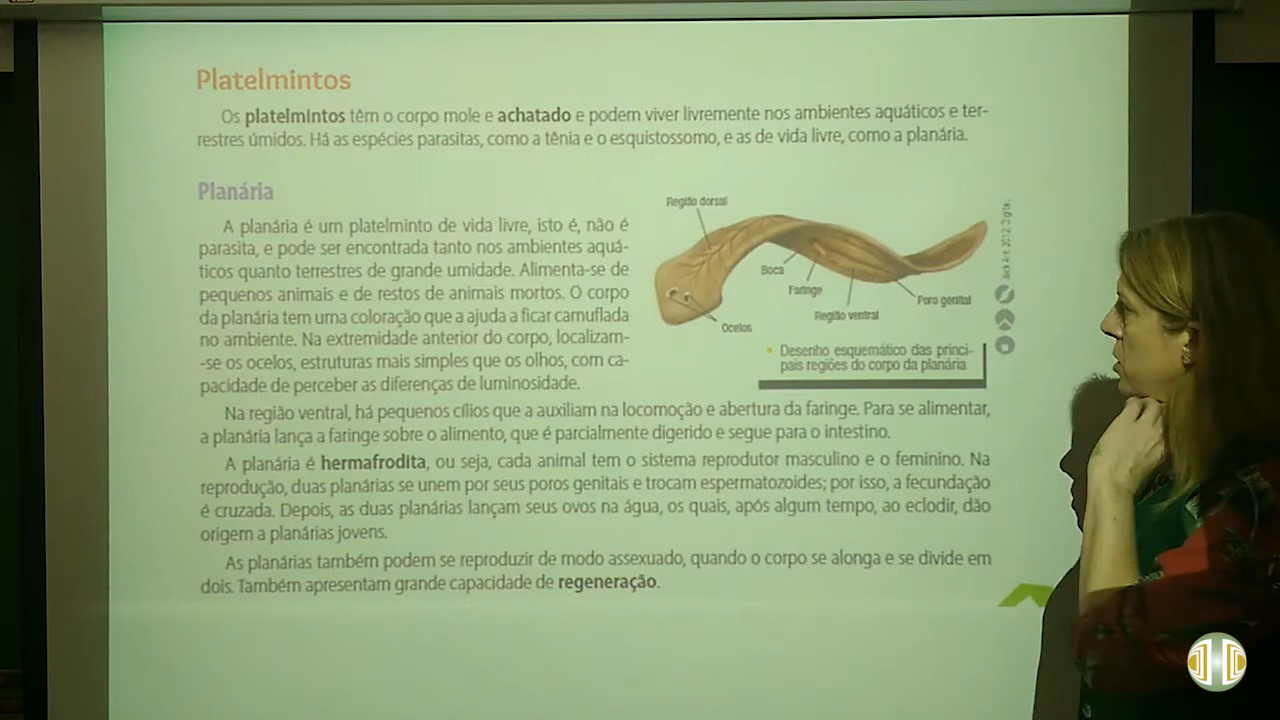 Platelmintos
Os platelmintos têm o corpo mole e achatado e podem viver livremente nos ambientes aquáticos e ter-
restres úmidos. Há as espécies parasitas, como a tênia e o esquistossomo, e as de vida livre, como a planária.
Planária
A planária é um platelminto de vida livre, isto é, não é
parasita, e pode ser encontrada tanto nos ambientes aquá-
ticos quanto terrestres de grande umidade. Alimenta-se de
pequenos animais e de restos de animais mortos. O corpo
da planária tem uma coloração que a ajuda a ficar camuflada
no ambiente. Na extremidade anterior do corpo, localizam-
-se os ocelos, estruturas mais simples que os olhos, com ca-
pacidade de perceber as diferenças de luminosidade.
Região dorsal
Boca
Faringe
Região ventral
Poro genital
Ocelos
Desenho esquemático das princi-
pais regiões do corpo da planária
Na região ventral, há pequenos cílios que a auxiliam na locomoção e abertura da faringe. Para se alimentar,
a planária lança a faringe sobre o alimento, que é parcialmente digerido e segue para o intestino.
A planária é hermafrodita, ou seja, cada animal tem o sistema reprodutor masculino e o feminino. Na
reprodução, duas planárias se unem por seus poros genitais e trocam espermatozoides; por isso, a fecundação
é cruzada. Depois, as duas planárias lançam seus ovos na água, os quais, após algum tempo, ao eclodir, dão
origem a planárias jovens.
As planárias também podem se reproduzir de modo assexuado, quando o corpo se alonga e se divide em
dois. Também apresentam grande capacidade de regeneração.